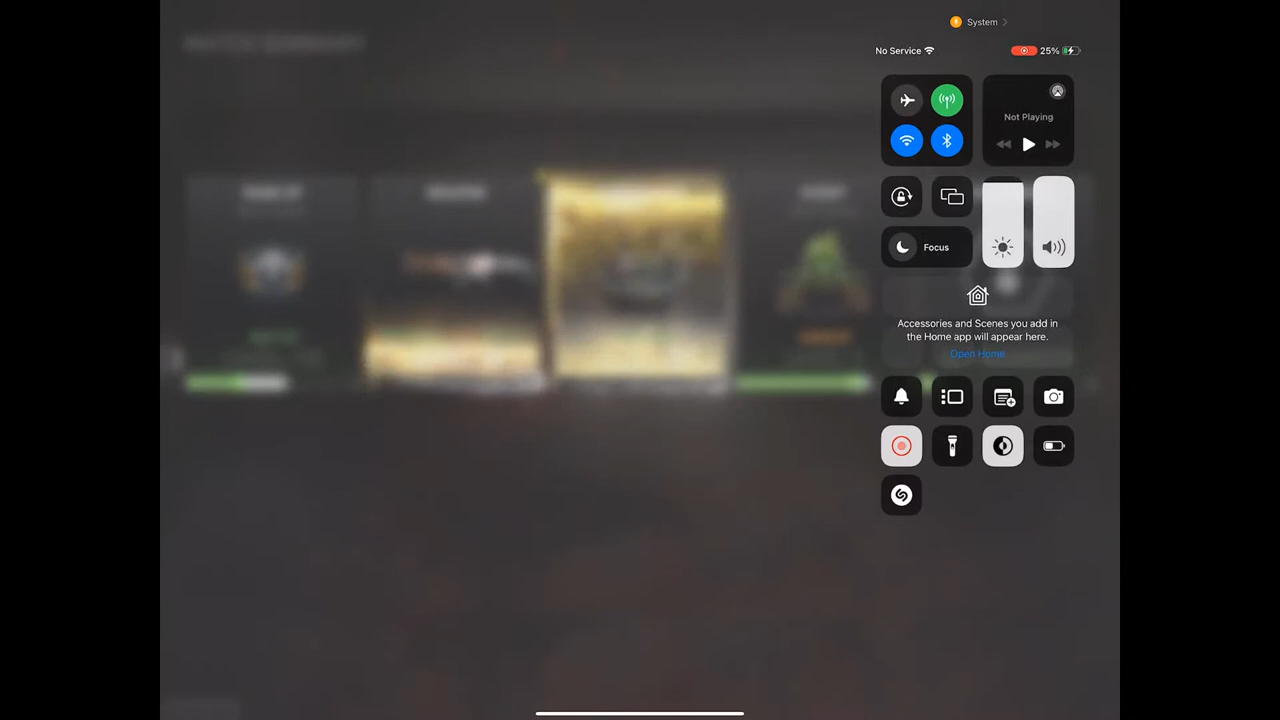 System
No Service
25%
Not Playing
Focus
Accessories and Scenes you add in
the Home app will appear here.
Open Home